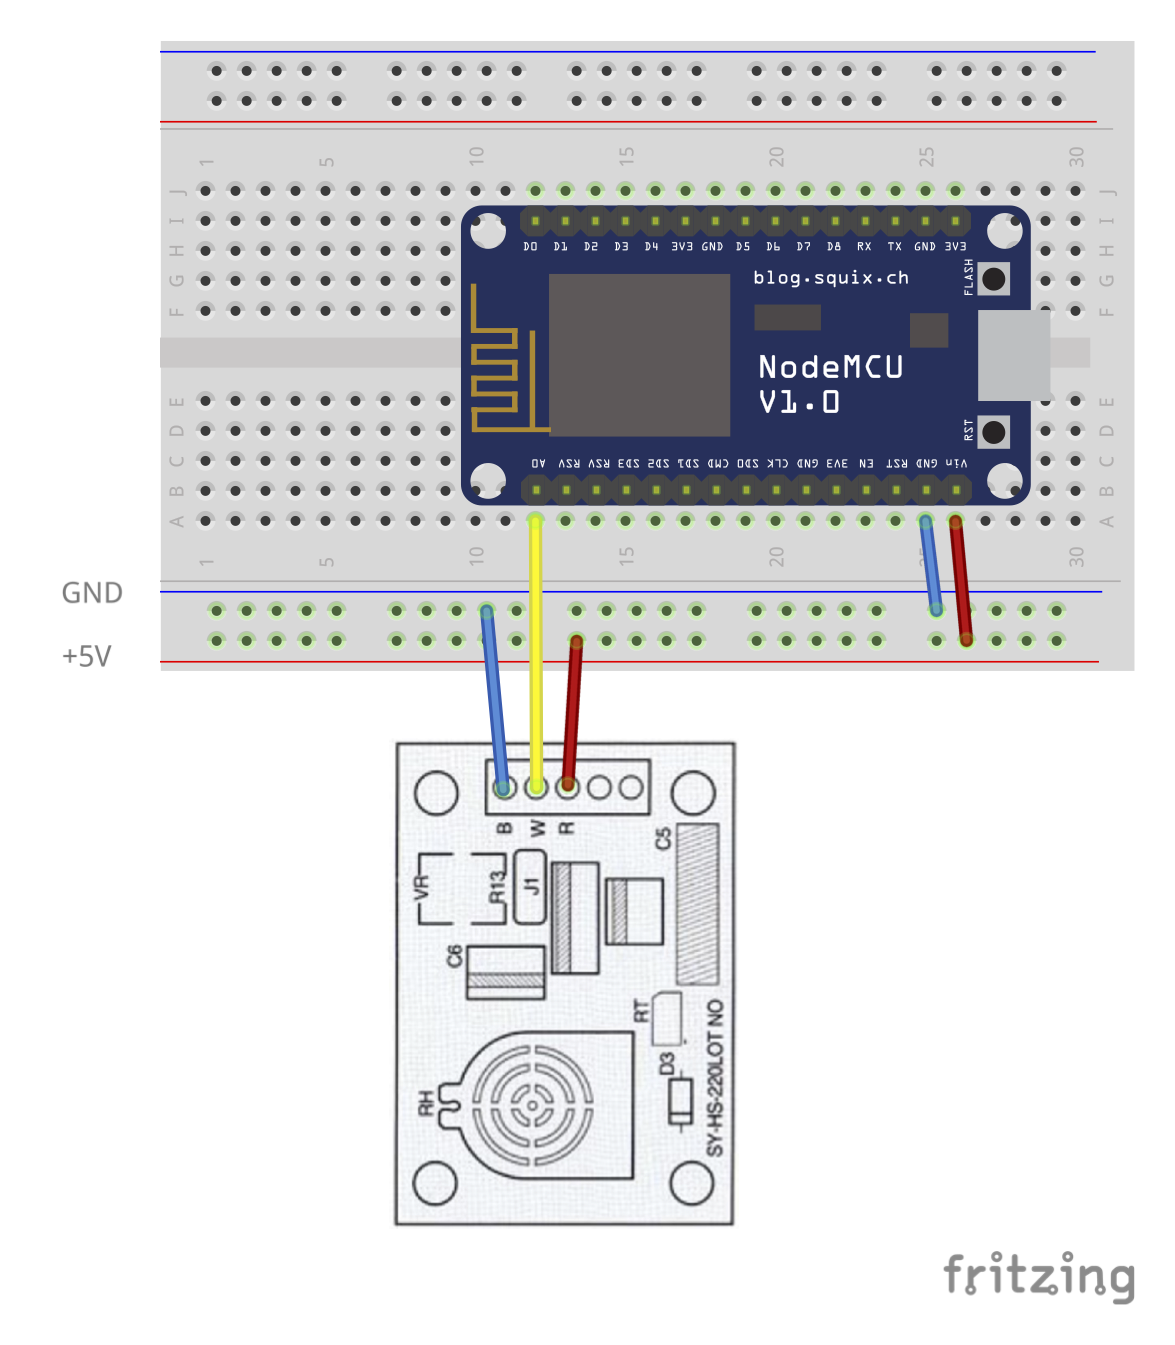 1 5 10 15 20 25 30
J J
I I
H H
G G
F F
D0 D1 D2 D3 D4 3V3 GND D5 D6 D7 D8 RX TX GND 3V3
blog.squix.ch
FLASH
NodeMCU
V1.0
RST
E E
D D
C C
B B
A A
A0 RSV RSV SD3 SD2 SD1 CMD SD0 CLK GND 3V3 EN RST GND Vin
1 5 10 15 20 25 30
GND
+5V
B W R
C5
VR
R13
J1
C6
RT
D3
RH
SY-HS-220LOT NO
fritzing